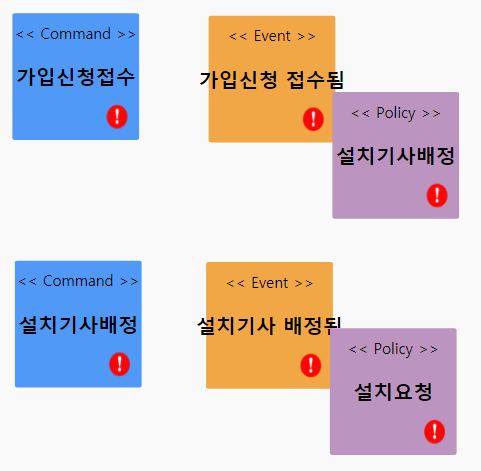 << Command >>
가입신청접수
<< Event >>
가입신청 접수됨
<< Policy >>
설치기사배정
<< Command >>
설치기사배정
<< Event >>
설치기사 배정됨
<< Policy >>
설치요청